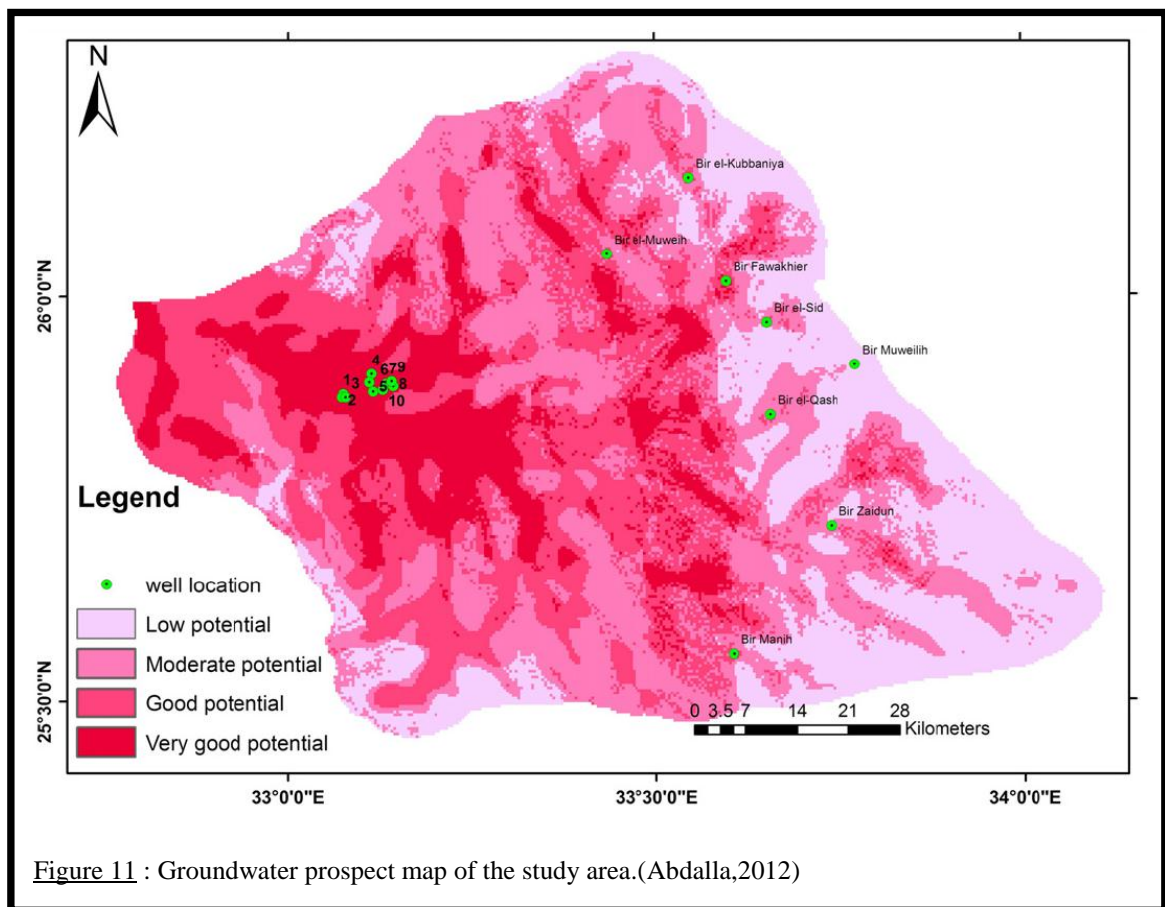 N
Bir el-Kubbaniya
Bir el-Muweih
Bir Fawakhier
Bir el-Sid
Bir Muweilih
Bir el-Qash
Bir Zaidun
Bir Manih
4
679
1 3
5 8
2
10
26°0'0"N
25°30'0"N
Legend
well location
Low potential
Moderate potential
Good potential
Very good potential
0 3.5 7 14 21 28
Kilometers
33°0'0"E 33°30'0"E 34°0'0"E
Figure 11 : Groundwater prospect map of the study area.(Abdalla,2012)